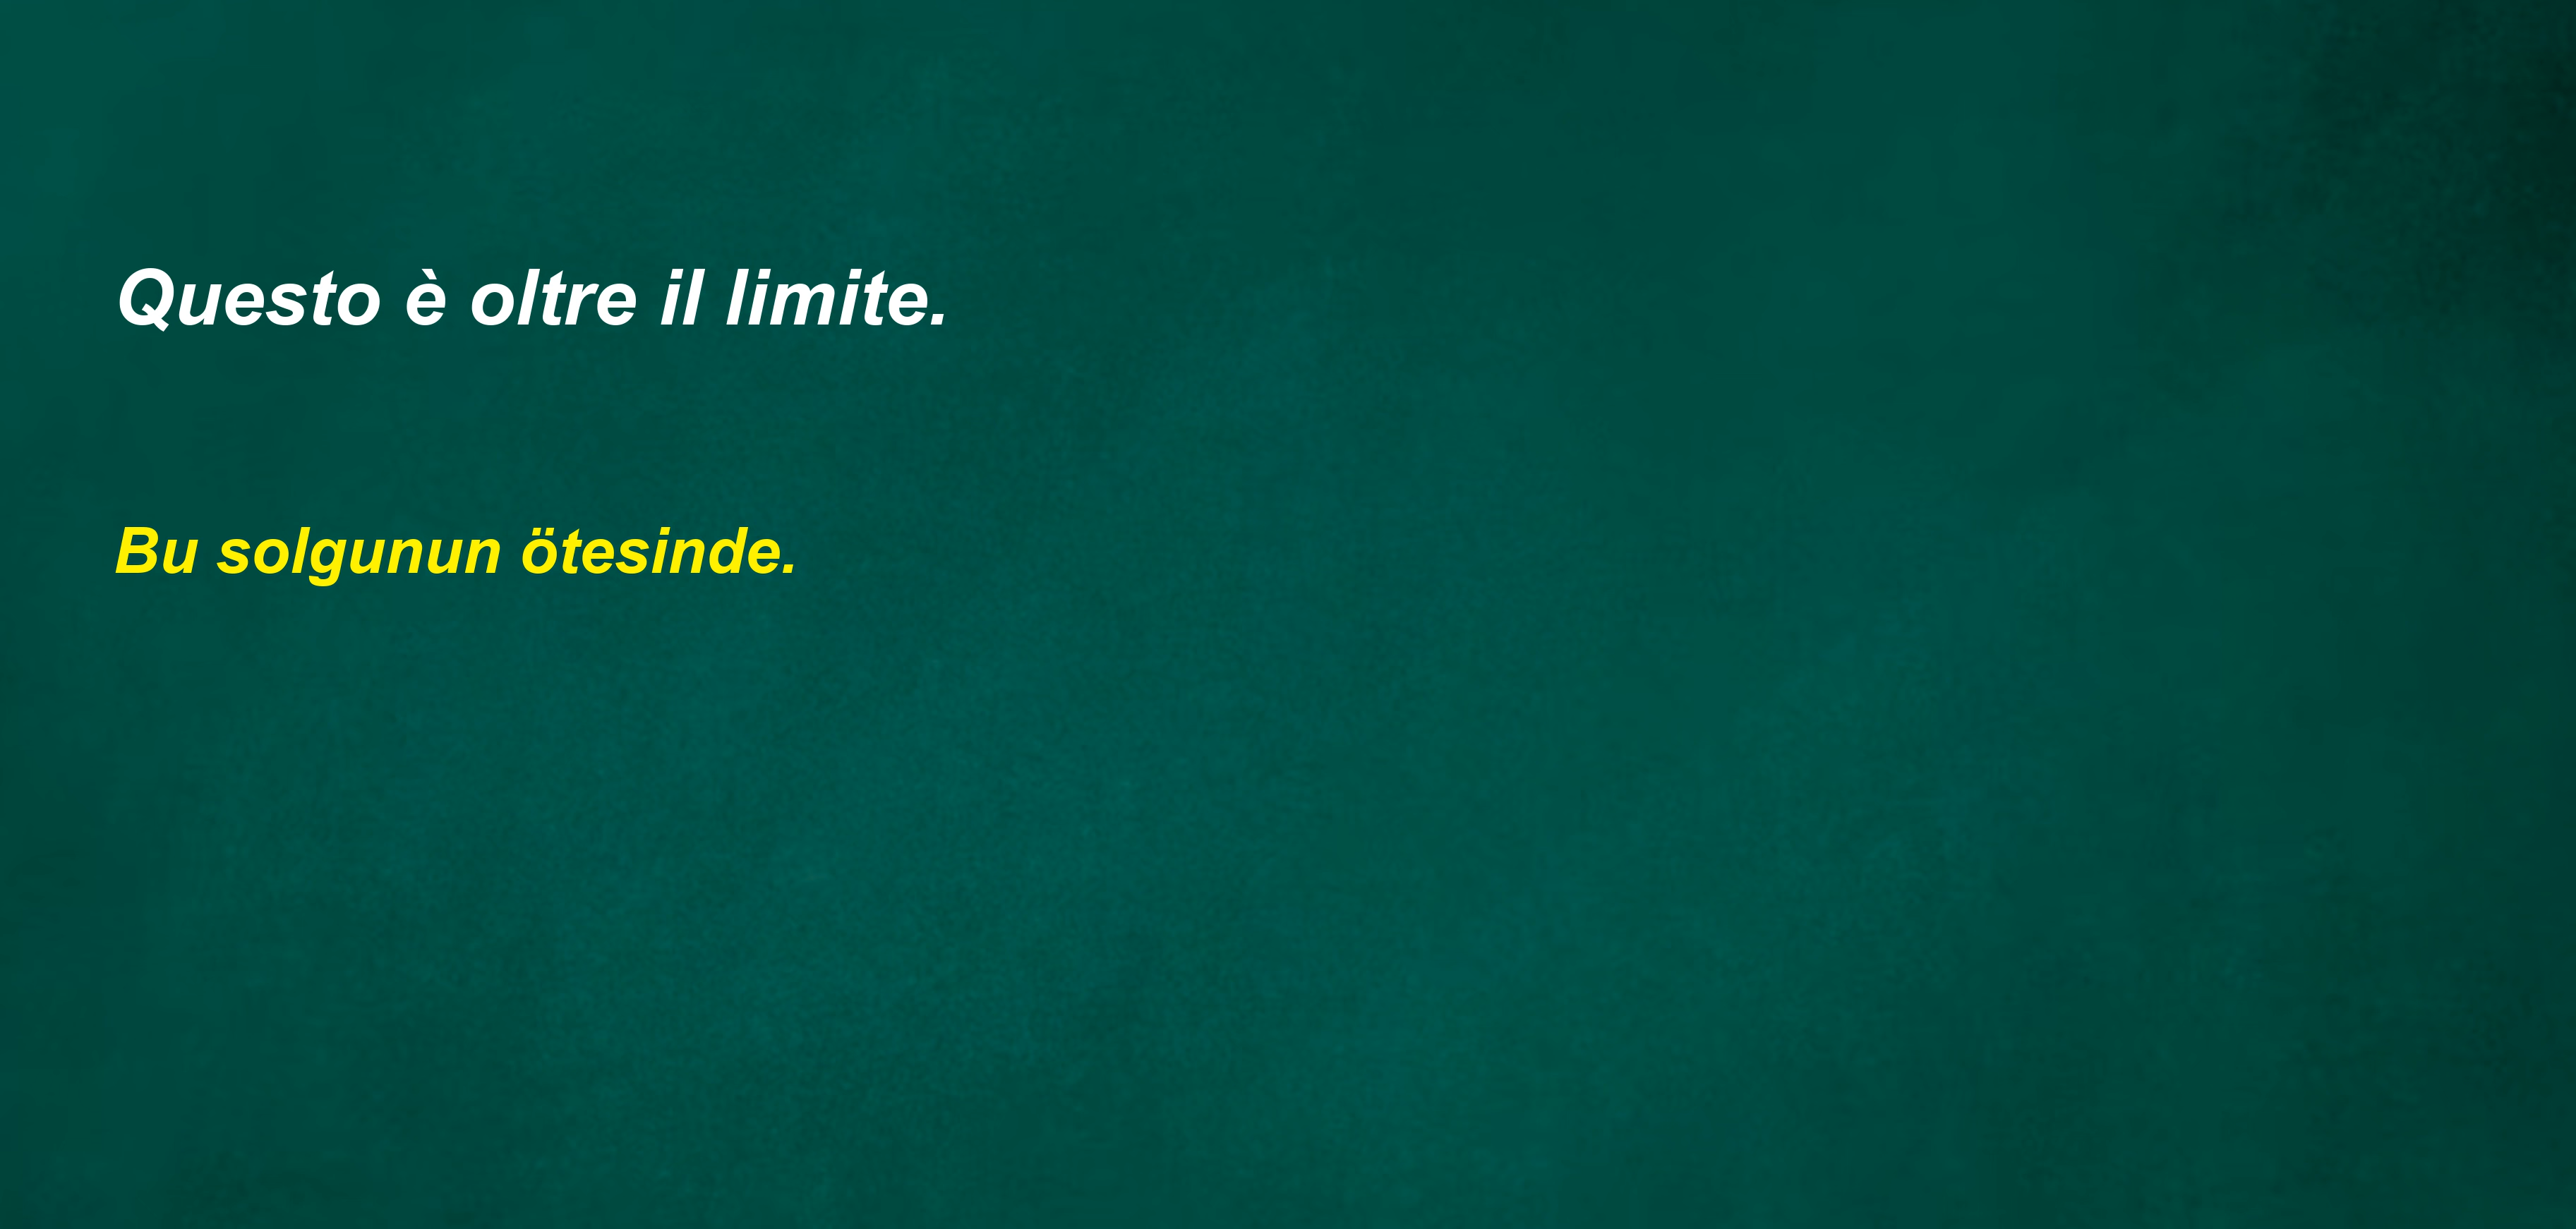 Questo è oltre il limite.
Bu solgunun ötesinde.